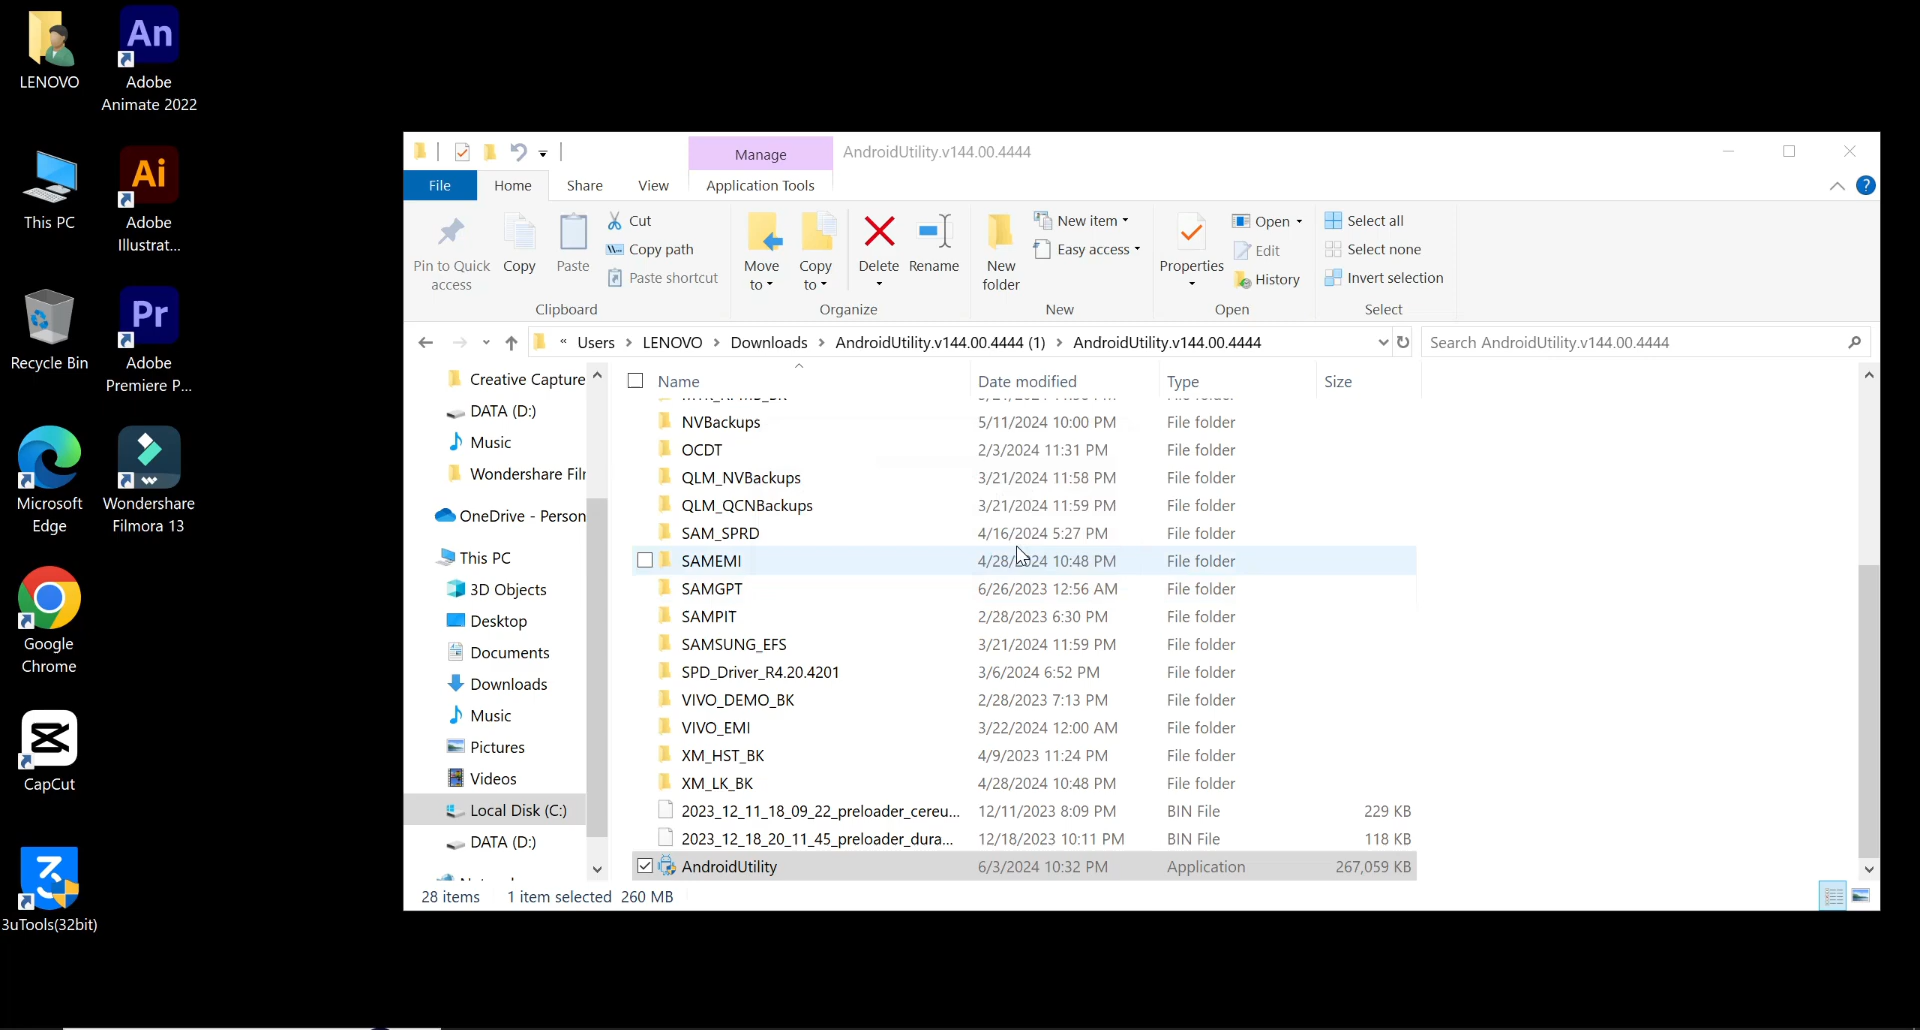 LENOVO
An
Adobe
Animate 2022
This PC
Ai
Adobe
Illustrat...
Recycle Bin
Pr
Adobe
Premiere P...
Microsoft
Edge
Wondershare
Filmora 13
Google
Chrome
CapCut
3uTools(32bit)
Manage
AndroidUtility.v144.00.4444
File
Home
Share
View
Application Tools
Pin to Quick
access
Copy
Paste
Cut
Copy path
Paste shortcut
Clipboard
Move
to
Copy
to
Delete
Rename
Organize
New
folder
New item
Easy access
New
Properties
Open
Edit
History
Open
Select all
Select none
Invert selection
Select
« Users > LENOVO > Downloads > AndroidUtility.v144.00.4444 (1) > AndroidUtility.v144.00.4444
Search AndroidUtility.v144.00.4444
Creative Capture
DATA (D:)
Music
Wondershare Filr
OneDrive - Person
This PC
3D Objects
Desktop
Documents
Downloads
Music
Pictures
Videos
Local Disk (C:)
DATA (D:)
Name Date modified Type Size
NVBackups 5/11/2024 10:00 PM File folder
OCDT 2/3/2024 11:31 PM File folder
QLM_NVBackups 3/21/2024 11:58 PM File folder
QLM_QCNBackups 3/21/2024 11:59 PM File folder
SAM_SPRD 4/16/2024 5:27 PM File folder
SAMEMI 4/28/2024 10:48 PM File folder
SAMGPT 6/26/2023 12:56 AM File folder
SAMPIT 2/28/2023 6:30 PM File folder
SAMSUNG_EFS 3/21/2024 11:59 PM File folder
SPD_Driver_R4.20.4201 3/6/2024 6:52 PM File folder
VIVO_DEMO_BK 2/28/2023 7:13 PM File folder
VIVO_EMI 3/22/2024 12:00 AM File folder
XM_HST_BK 4/9/2023 11:24 PM File folder
XM_LK_BK 4/28/2024 10:48 PM File folder
2023_12_11_18_09_22_preloader_cereu... 12/11/2023 8:09 PM BIN File 229 KB
2023_12_18_20_11_45_preloader_dura... 12/18/2023 10:11 PM BIN File 118 KB
AndroidUtility 6/3/2024 10:32 PM Application 267,059 KB
28 items 1 item selected 260 MB